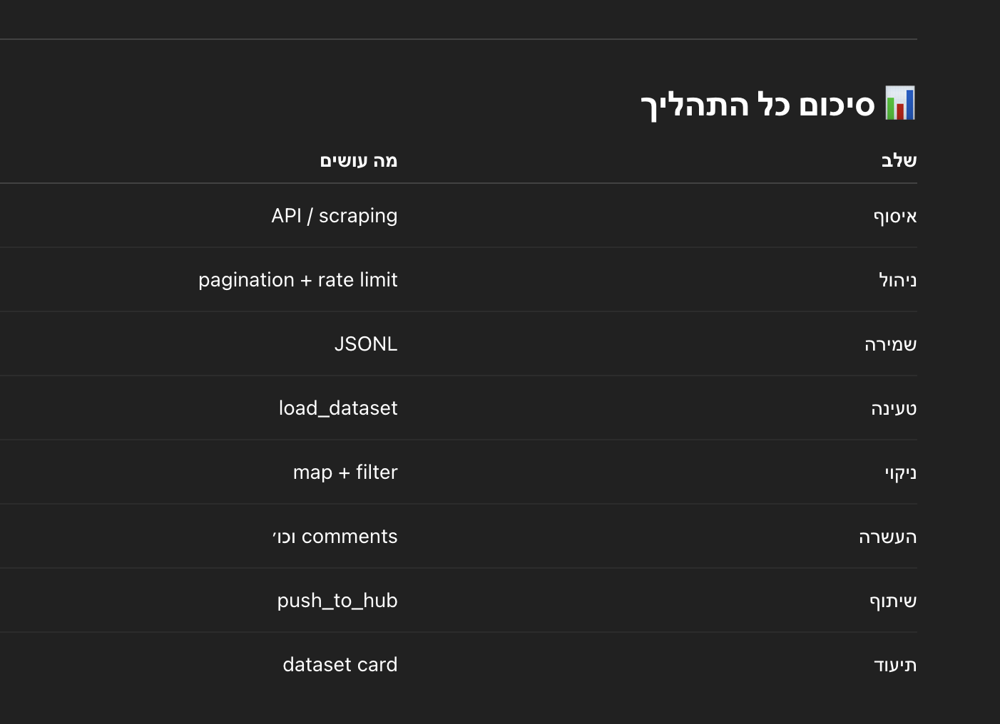 📊 סיכום כל התהליך
שלב מה עושים
איסוף API / scraping
ניהול pagination + rate limit
שמירה JSONL
טעינה load_dataset
ניקוי map + filter
העשרה comments וכו׳
שיתוף push_to_hub
תיעוד dataset card